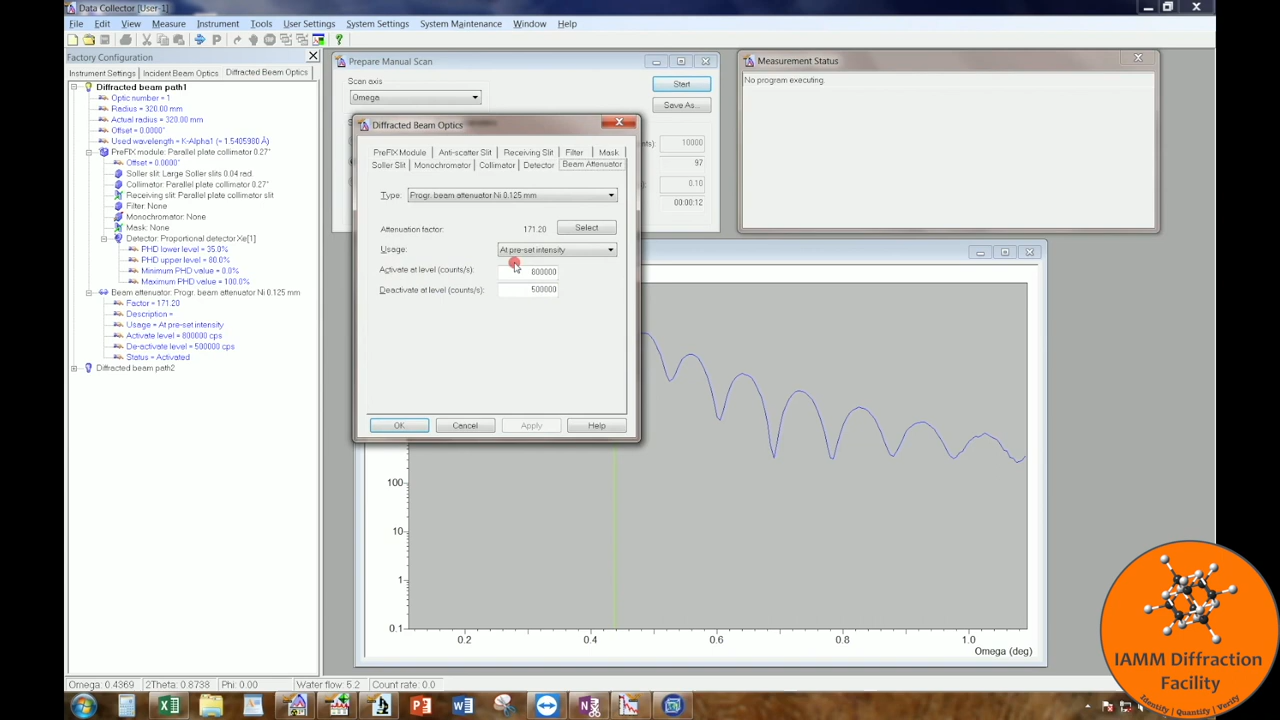 Data Collector [User-1]
File Edit View Measure Instrument Tools User Settings System Settings System Maintenance Window Help
Factory Configuration
Instrument Settings Incident Beam Optics Diffracted Beam Optics
Diffracted beam path1
Optic number = 1
Radius = 320.00 mm
Actual radius = 320.00 mm
Offset = 0.0000°
Used wavelength = K-Alpha1 (= 1.5405980 Å)
PreFIX module: Parallel plate collimator 0.27°
Offset = 0.0000°
Soller slit: Large Soller slits 0.04 rad.
Collimator: Parallel plate collimator 0.27°
Receiving slit: Parallel plate collimator slit
Filter: None
Monochromator: None
Mask: None
Detector: Proportional detector Xe[1]
PHD lower level = 35.0%
PHD upper level = 80.0%
Minimum PHD value = 0.0%
Maximum PHD value = 100.0%
Beam attenuator: Progr. beam attenuator Ni 0.125 mm
Factor = 171.20
Description =
Usage = At pre-set intensity
Activate level = 800000 cps
De-activate level = 500000 cps
Status = Activated
Diffracted beam path2
Prepare Manual Scan
Scan axis
Omega
Start
Save As...
10000
97
0.10
00:00:12
Measurement Status
No program executing.
Diffracted Beam Optics
PreFIX Module Anti-scatter Slit Receiving Slit Filter Mask
Soller Slit Monochromator Collimator Detector Beam Attenuator
Type: Progr. beam attenuator Ni 0.125 mm
Attenuation factor: 171.20 Select
Usage: At pre-set intensity
Activate at level (counts/s): 800000
Deactivate at level (counts/s): 500000
OK Cancel Apply Help
100
10
1
0.1
0.2 0.4 0.6 0.8 1.0
Omega (deg)
Omega: 0.4369 2Theta: 0.8738 Phi: 0.00 Water flow: 5.2 Count rate: 0.0
IAMM Diffraction
Facility
Identify | Quantify | Verify